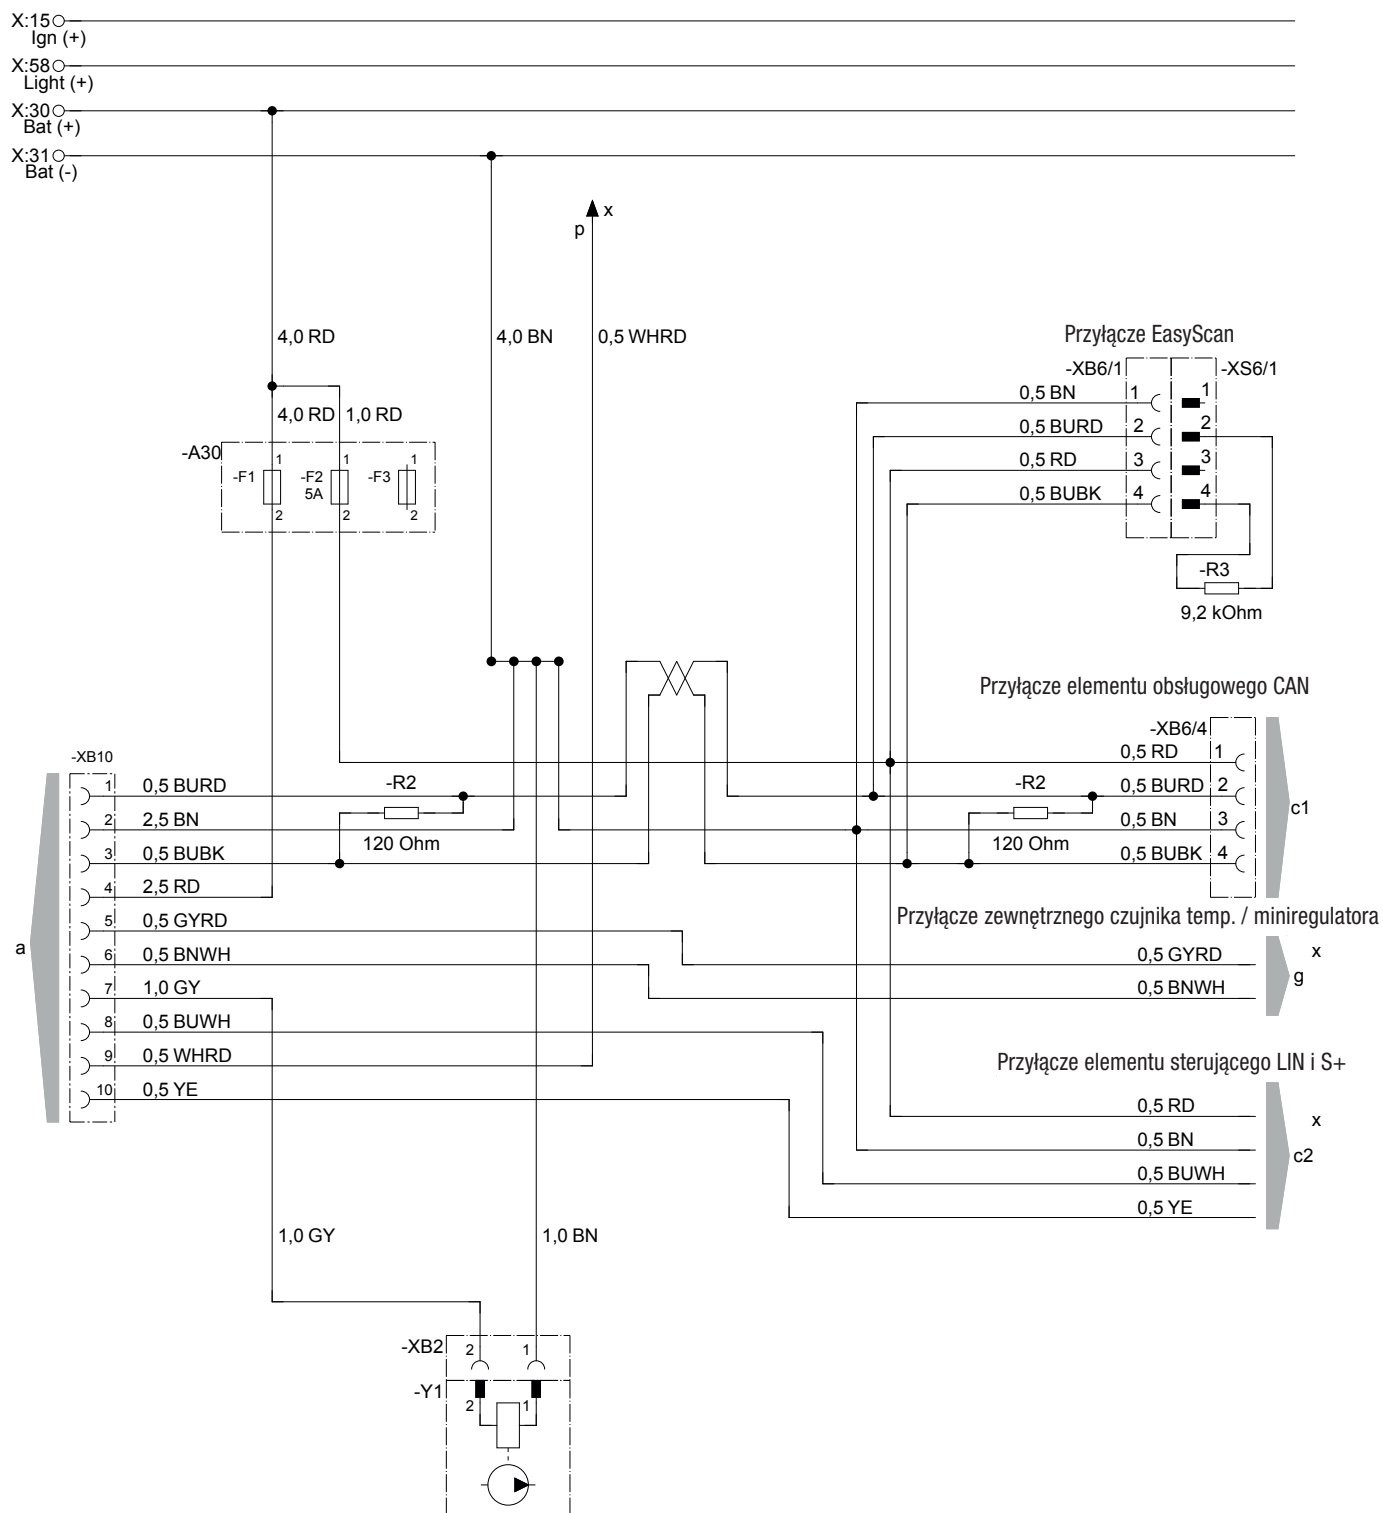 X:15
Ign (+)
X:58
Light (+)
X:30
Bat (+)
X:31
Bat (-)
x
p
4,0 RD
4,0 BN
0,5 WHRD
Przyłącze EasyScan
-XB6/1
-XS6/1
0,5 BN
1
1
0,5 BURD
2
2
0,5 RD
3
3
0,5 BUBK
4
4
4,0 RD
1,0 RD
-A30
-F1
1
2
-F2
5A
1
2
-F3
1
2
-R3
9,2 kOhm
Przyłącze elementu obsługowego CAN
-XB6/4
0,5 RD
1
0,5 BURD
2
0,5 BN
3
0,5 BUBK
4
c1
-R2
120 Ohm
-R2
120 Ohm
-XB10
a
1
0,5 BURD
2
2,5 BN
3
0,5 BUBK
4
2,5 RD
5
0,5 GYRD
6
0,5 BNWH
7
1,0 GY
8
0,5 BUWH
9
0,5 WHRD
10
0,5 YE
Przyłącze zewnętrznego czujnika temp. / miniregulatora
0,5 GYRD
x
0,5 BNWH
g
Przyłącze elementu sterującego LIN i S+
0,5 RD
x
0,5 BN
c2
0,5 BUWH
0,5 YE
1,0 GY
1,0 BN
-XB2
2
1
-Y1
2
1